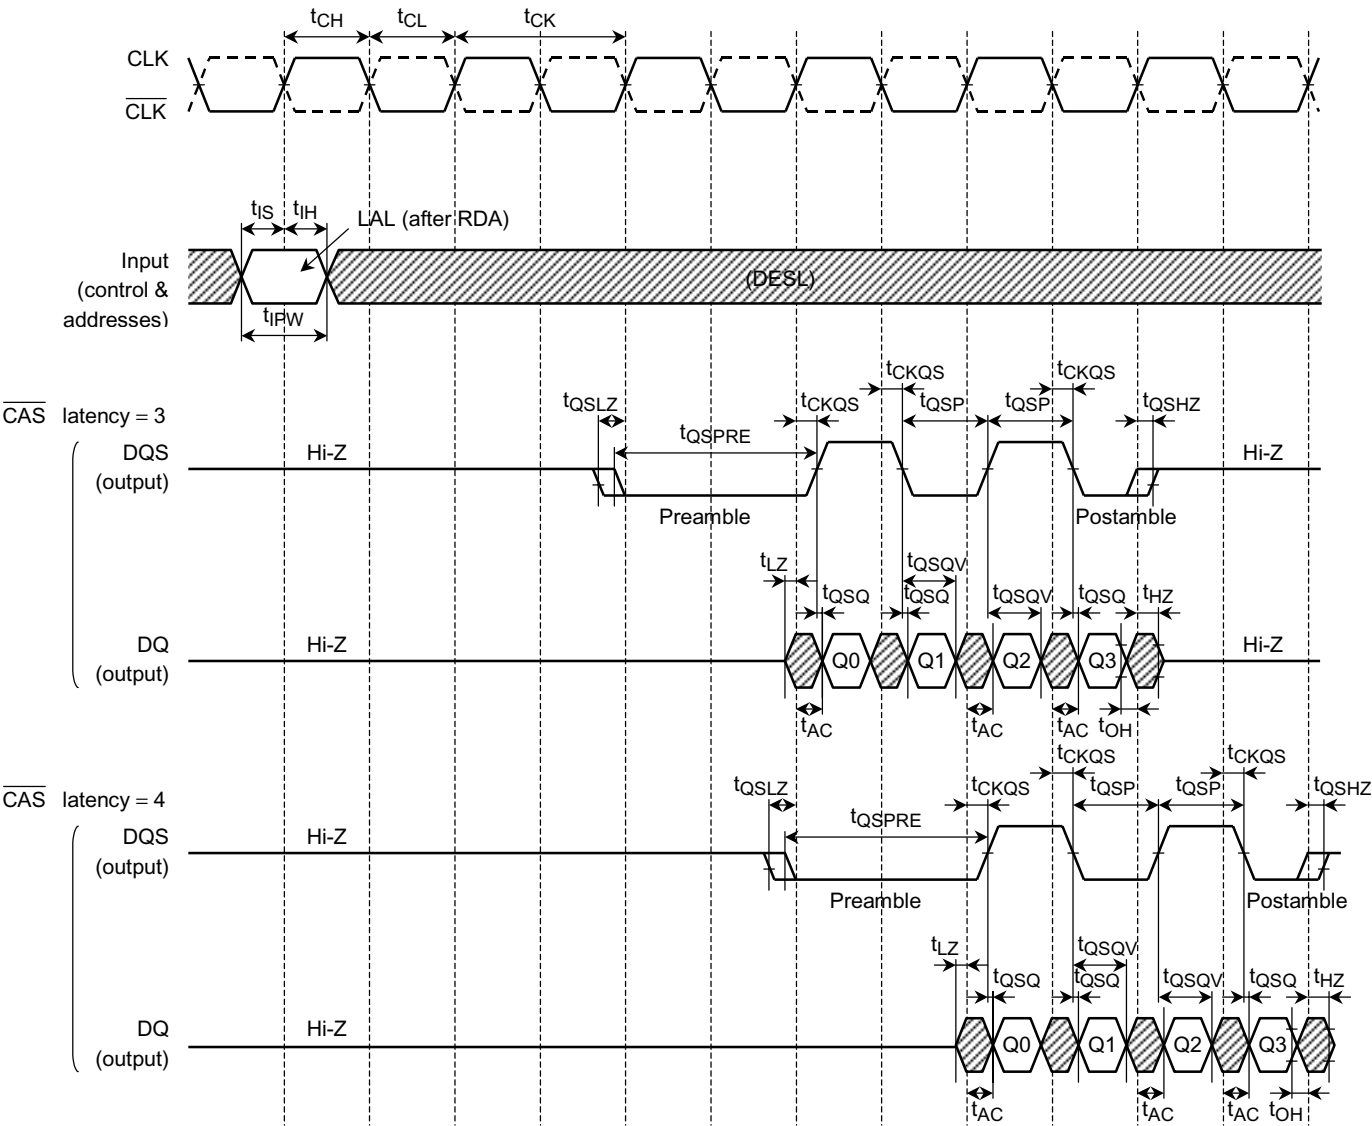 tCH tCL tCK
CLK
CLK
tIS tIH LAL (after RDA)
Input
(control &
addresses)
(DESL)
tIPW
CAS latency = 3
tCKQS tCKQS
tQSLZ tCKQS tQSP tQSP tQSHZ
tQSPRE
DQS
(output)
Hi-Z Hi-Z
Preamble Postamble
tLZ tQSQV
tQSQ tQSQ tQSQV tQSQ tHZ
DQ
(output)
Hi-Z Q0 Q1 Q2 Q3 Hi-Z
tAC tAC tAC tOH
CAS latency = 4
tCKQS tCKQS
tQSLZ tCKQS tQSP tQSP tQSHZ
tQSPRE
DQS
(output)
Hi-Z
Preamble Postamble
tLZ tQSQV
tQSQ tQSQ tQSQV tQSQ tHZ
DQ
(output)
Hi-Z Q0 Q1 Q2 Q3
tAC tAC tAC tOH